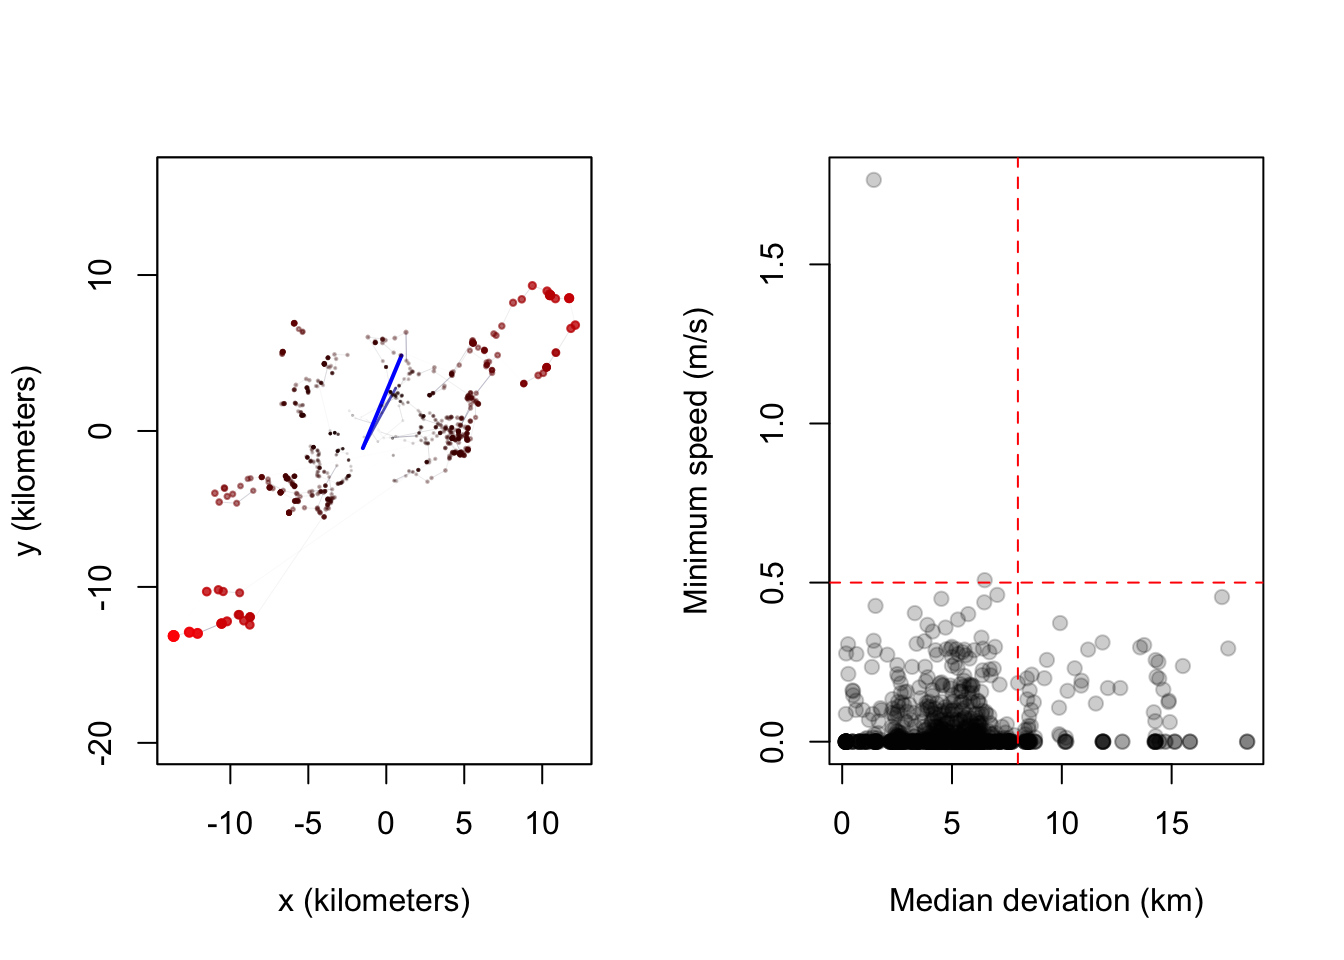 y (kilometers)
10
0
-10
-20
-10 -5 0 5 10
x (kilometers)
Minimum speed (m/s)
1.5
1.0
0.5
0.0
0 5 10 15
Median deviation (km)